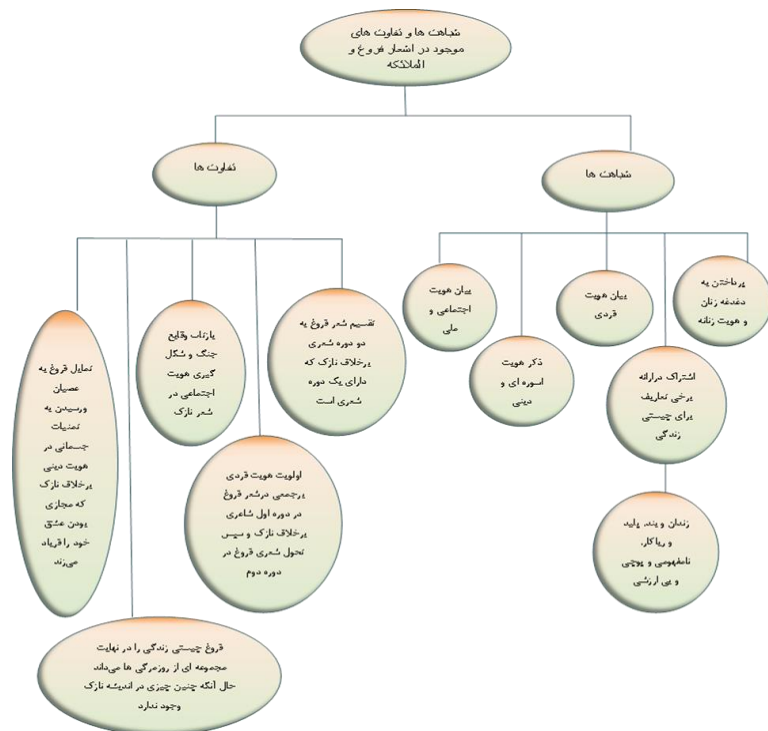 شباهت ها و تفاوت های
موجود در اشعار فروغ و
الملائکه
شباهت ها
تفاوت ها
پرداختن به
دغدغه زنان
و هویت زنانه
اشتراک درارائه
برخی تعاریف
برای چیستی
زندگی
زندان و بند، پلید
و ریاکار،
نامفهومی و پوچی
و بی ارزشی
بیان هویت
فردی
ذکر هویت
اسوره ای و
دینی
بیان هویت
اجتماعی و
ملی
تقسیم شعر فروغ به
دو دوره شعری
برخلاف نازک که
دارای یک دوره
شعری است
اولویت هویت فردی
برجمعی درشعر فروغ
در دوره اول شاعری
برخلاف نازک و سپس
تحول شعری فروغ در
دوره دوم
بازتاب وقایع
جنگ و شکل
گیری هویت
اجتماعی در
شعر نازک
فروغ چیستی زندگی را در نهایت
مجموعه ای از روزمرگی ها می‌داند
حال آنکه چنین چیزی در اندیشه نازک
وجود ندارد
تمایل فروغ به
عصیان
ورسیدن به
تمنیات
جسمانی در
هویت دینی
برخلاف نازک
که مجازی
بودن عشق
خود را فریاد
می‌زند